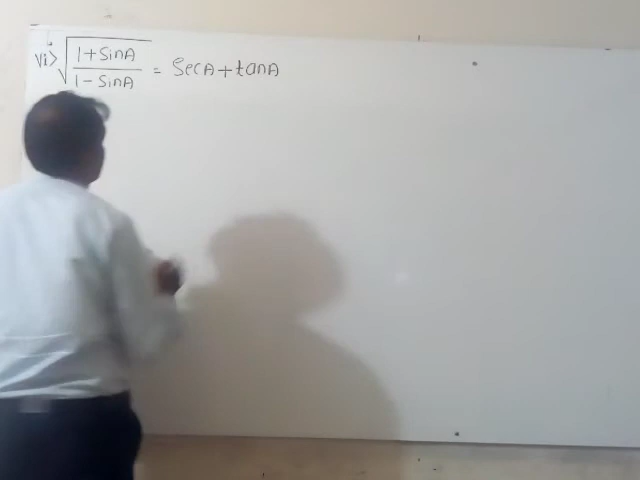 vi> √(1+SinA / 1-SinA) = SecA+tanA